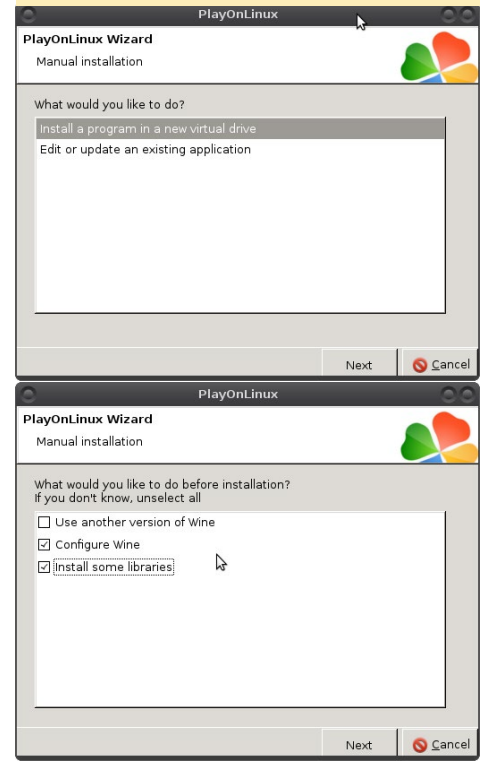 PlayOnLinux
PlayOnLinux Wizard
Manual installation
What would you like to do?
Install a program in a new virtual drive
Edit or update an existing application
Next
Cancel
PlayOnLinux
PlayOnLinux Wizard
Manual installation
What would you like to do before installation?
If you don't know, unselect all
Use another version of Wine
Configure Wine
Install some libraries
Next
Cancel